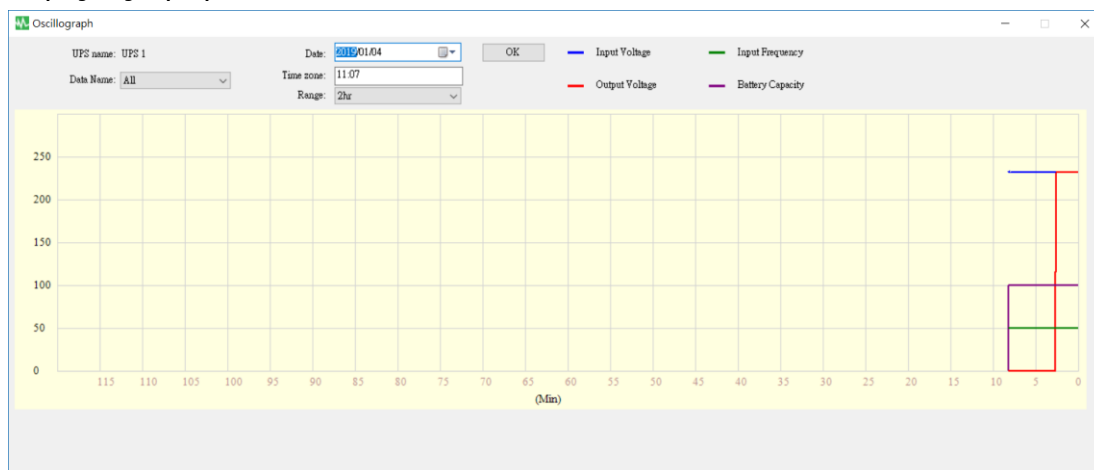 Oscillograph
UPS name: UPS 1
Date: 2019/01/04
OK
Input Voltage
Input Frequency
Data Name: All
Time zone: 11:07
Output Voltage
Battery Capacity
Range: 2hr
250
200
150
100
50
0
115 110 105 100 95 90 85 80 75 70 65 60 55 50 45 40 35 30 25 20 15 10 5 0
(Min)